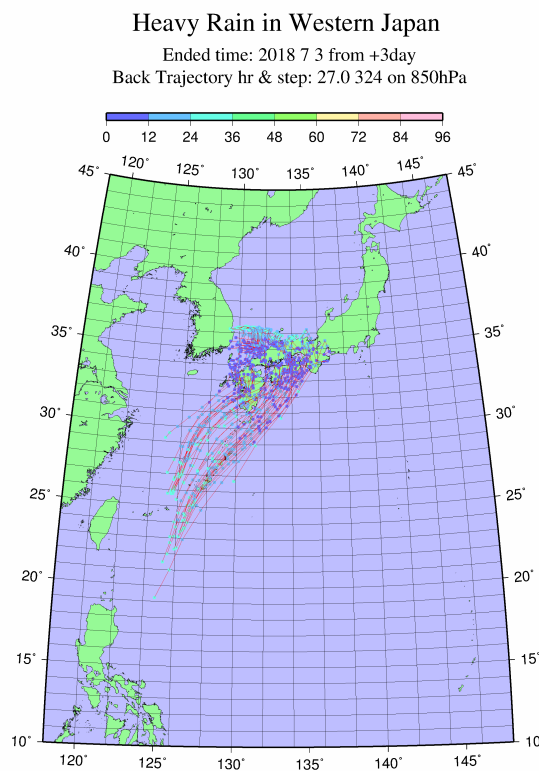 Heavy Rain in Western Japan
Ended time: 2018 7 3 from +3day
Back Trajectory hr & step: 27.0 324 on 850hPa
0 12 24 36 48 60 72 84 96
120° 125° 130° 135° 140° 145°
45° 45°
40° 40°
35° 35°
30° 30°
25° 25°
20° 20°
15° 15°
10° 10°
120° 125° 130° 135° 140° 145°